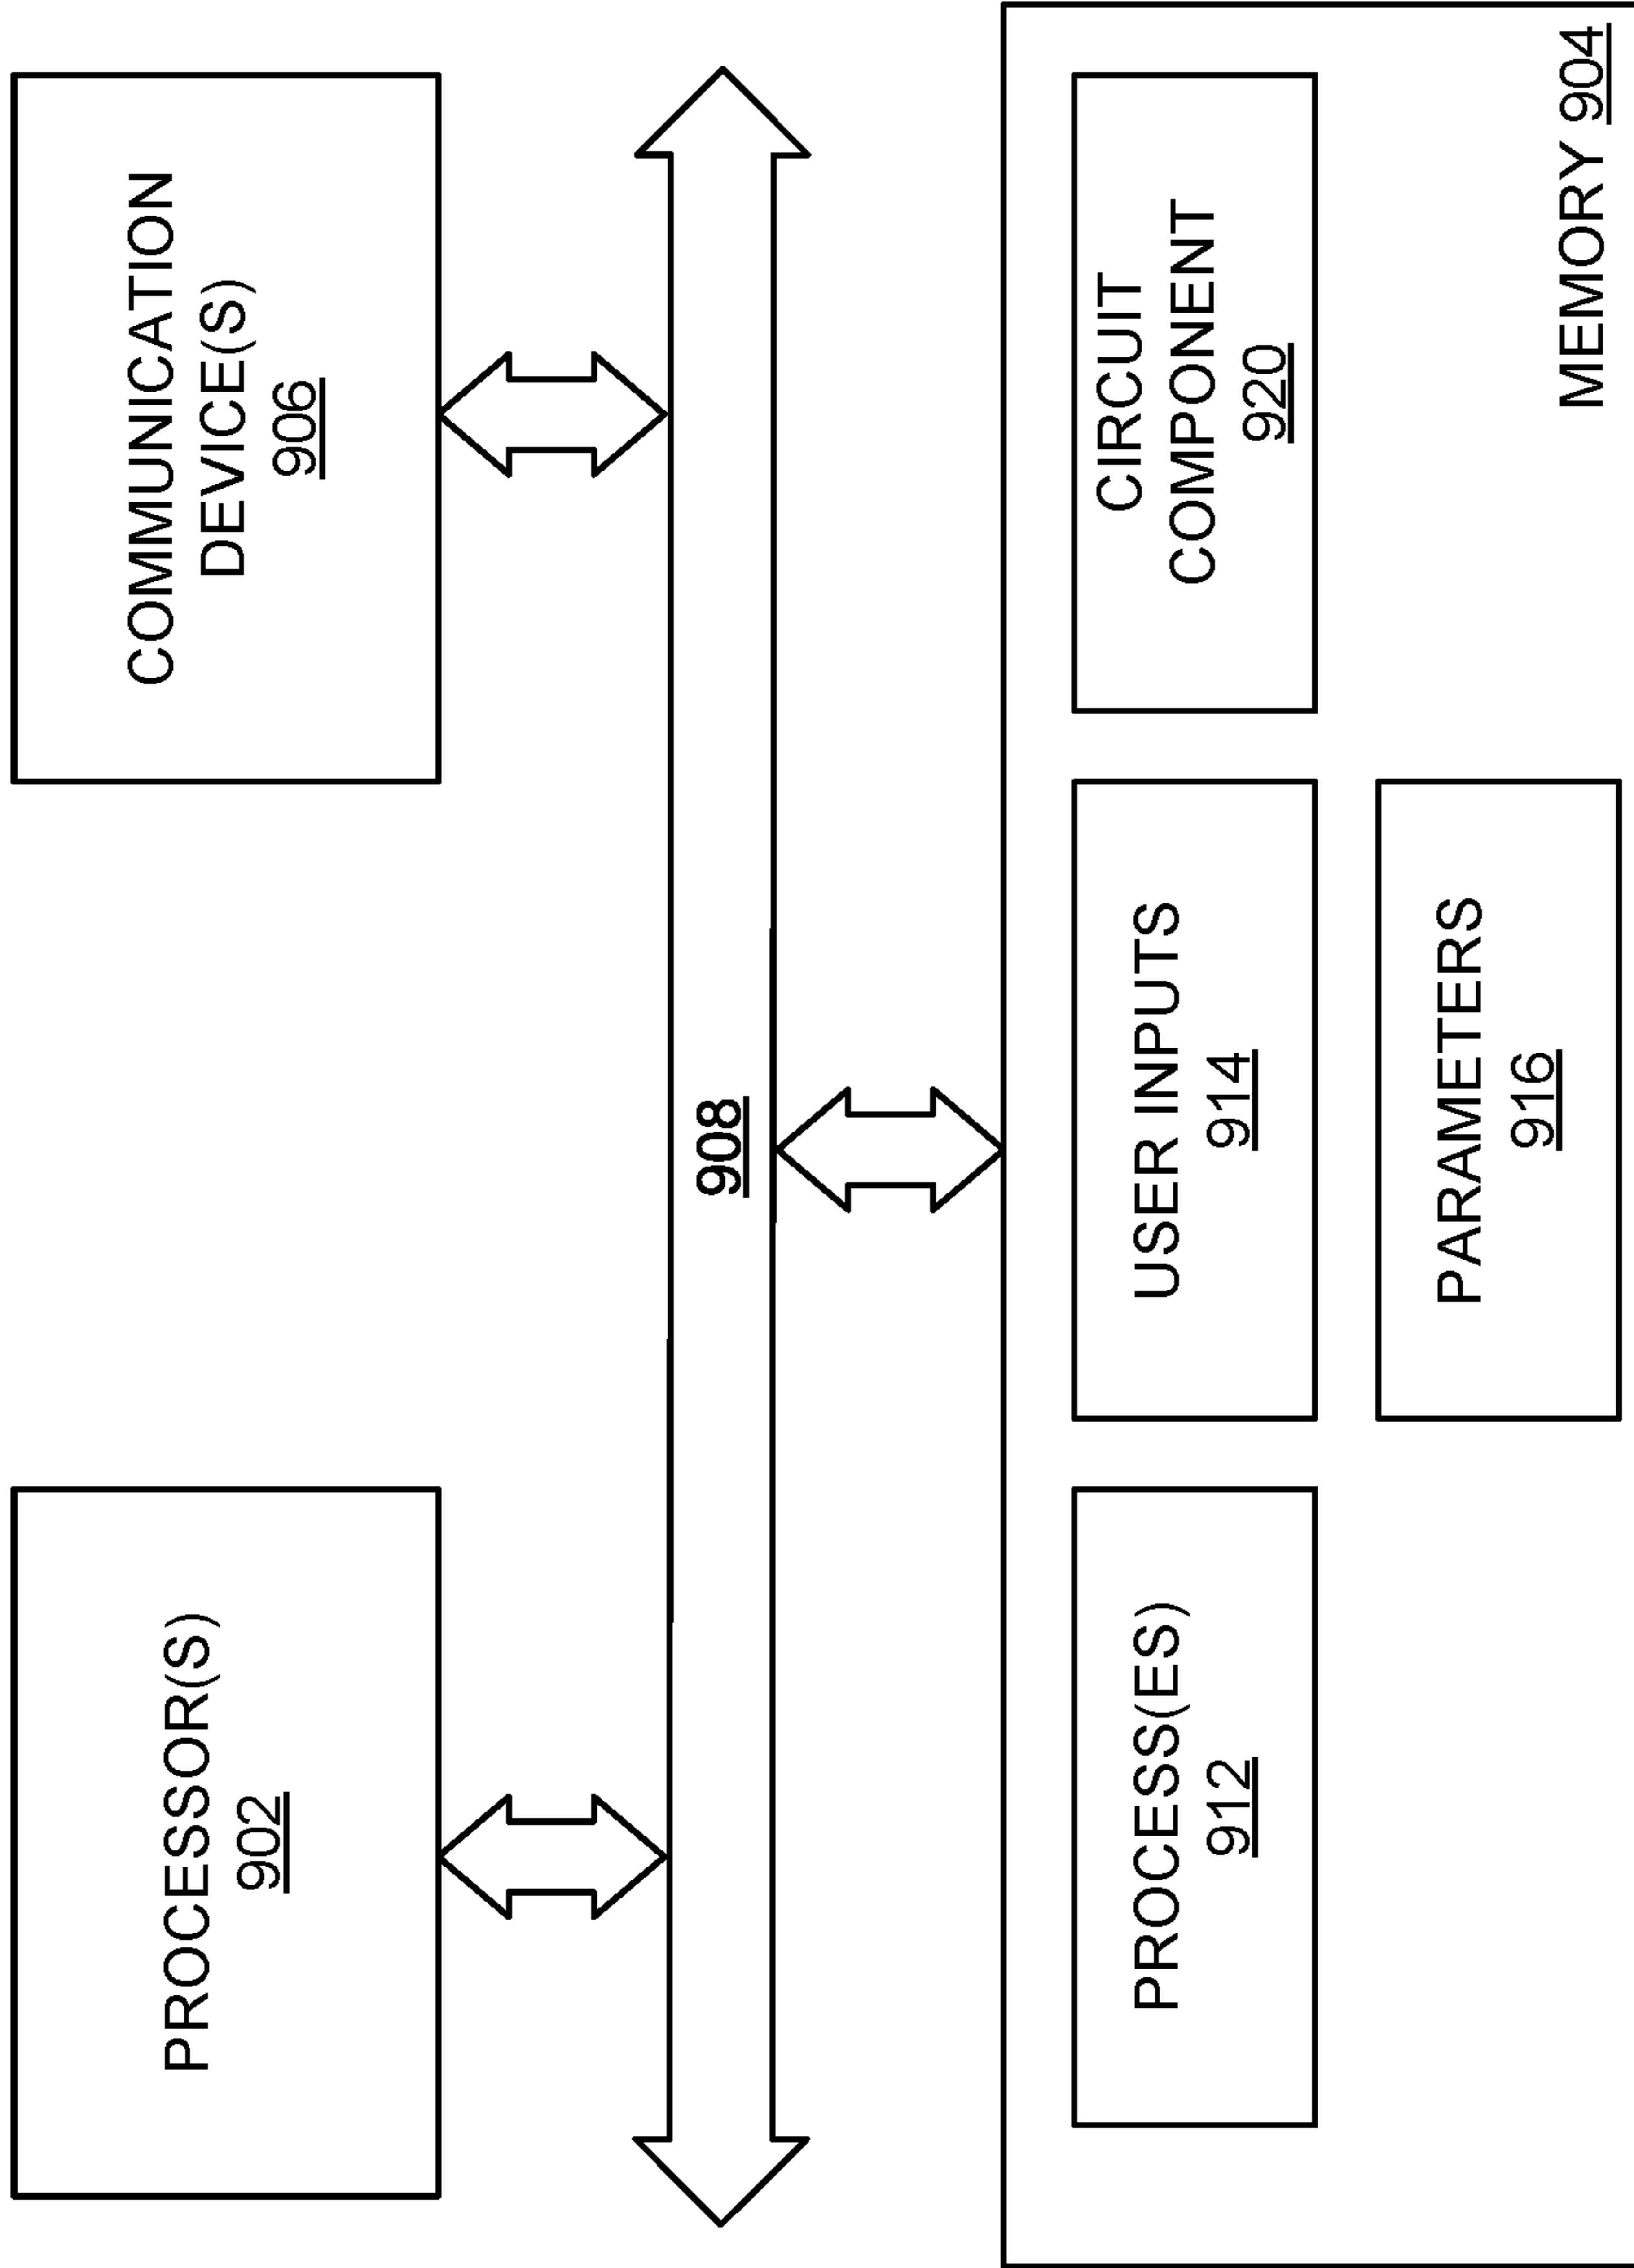 PROCESSOR(S)
902
COMMUNICATION
DEVICE(S)
906
908
PROCESS(ES)
912
USER INPUTS
914
CIRCUIT
COMPONENT
920
PARAMETERS
916
MEMORY 904